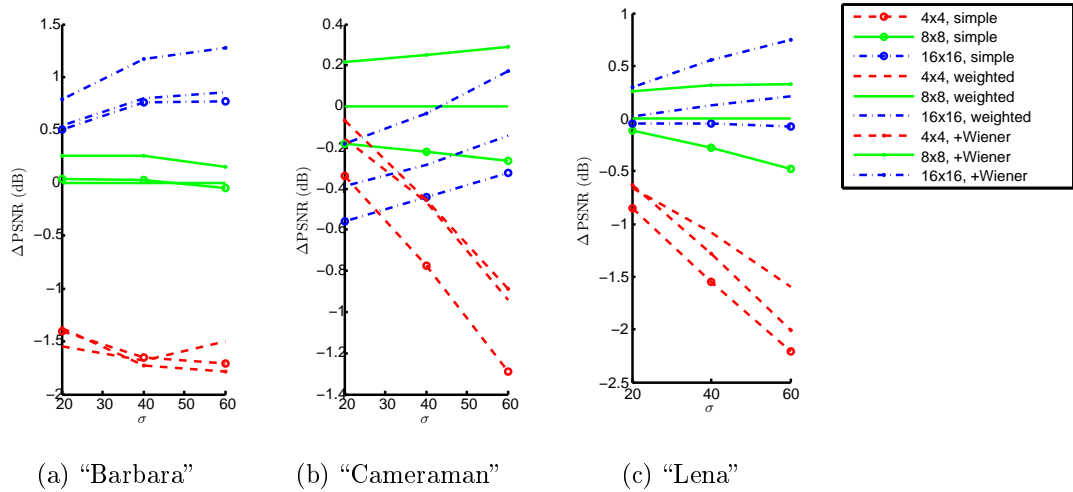 1.5
1
0.5
0
−0.5
−1
−1.5
−2
20 30 40 50 60
σ
ΔPSNR (dB)
0.4
0.2
0
−0.2
−0.4
−0.6
−0.8
−1
−1.2
−1.4
20 30 40 50 60
σ
ΔPSNR (dB)
1
0.5
0
−0.5
−1
−1.5
−2
−2.5
20 40 60
σ
ΔPSNR (dB)
4x4, simple
8x8, simple
16x16, simple
4x4, weighted
8x8, weighted
16x16, weighted
4x4, +Wiener
8x8, +Wiener
16x16, +Wiener
(a) “Barbara”
(b) “Cameraman”
(c) “Lena”